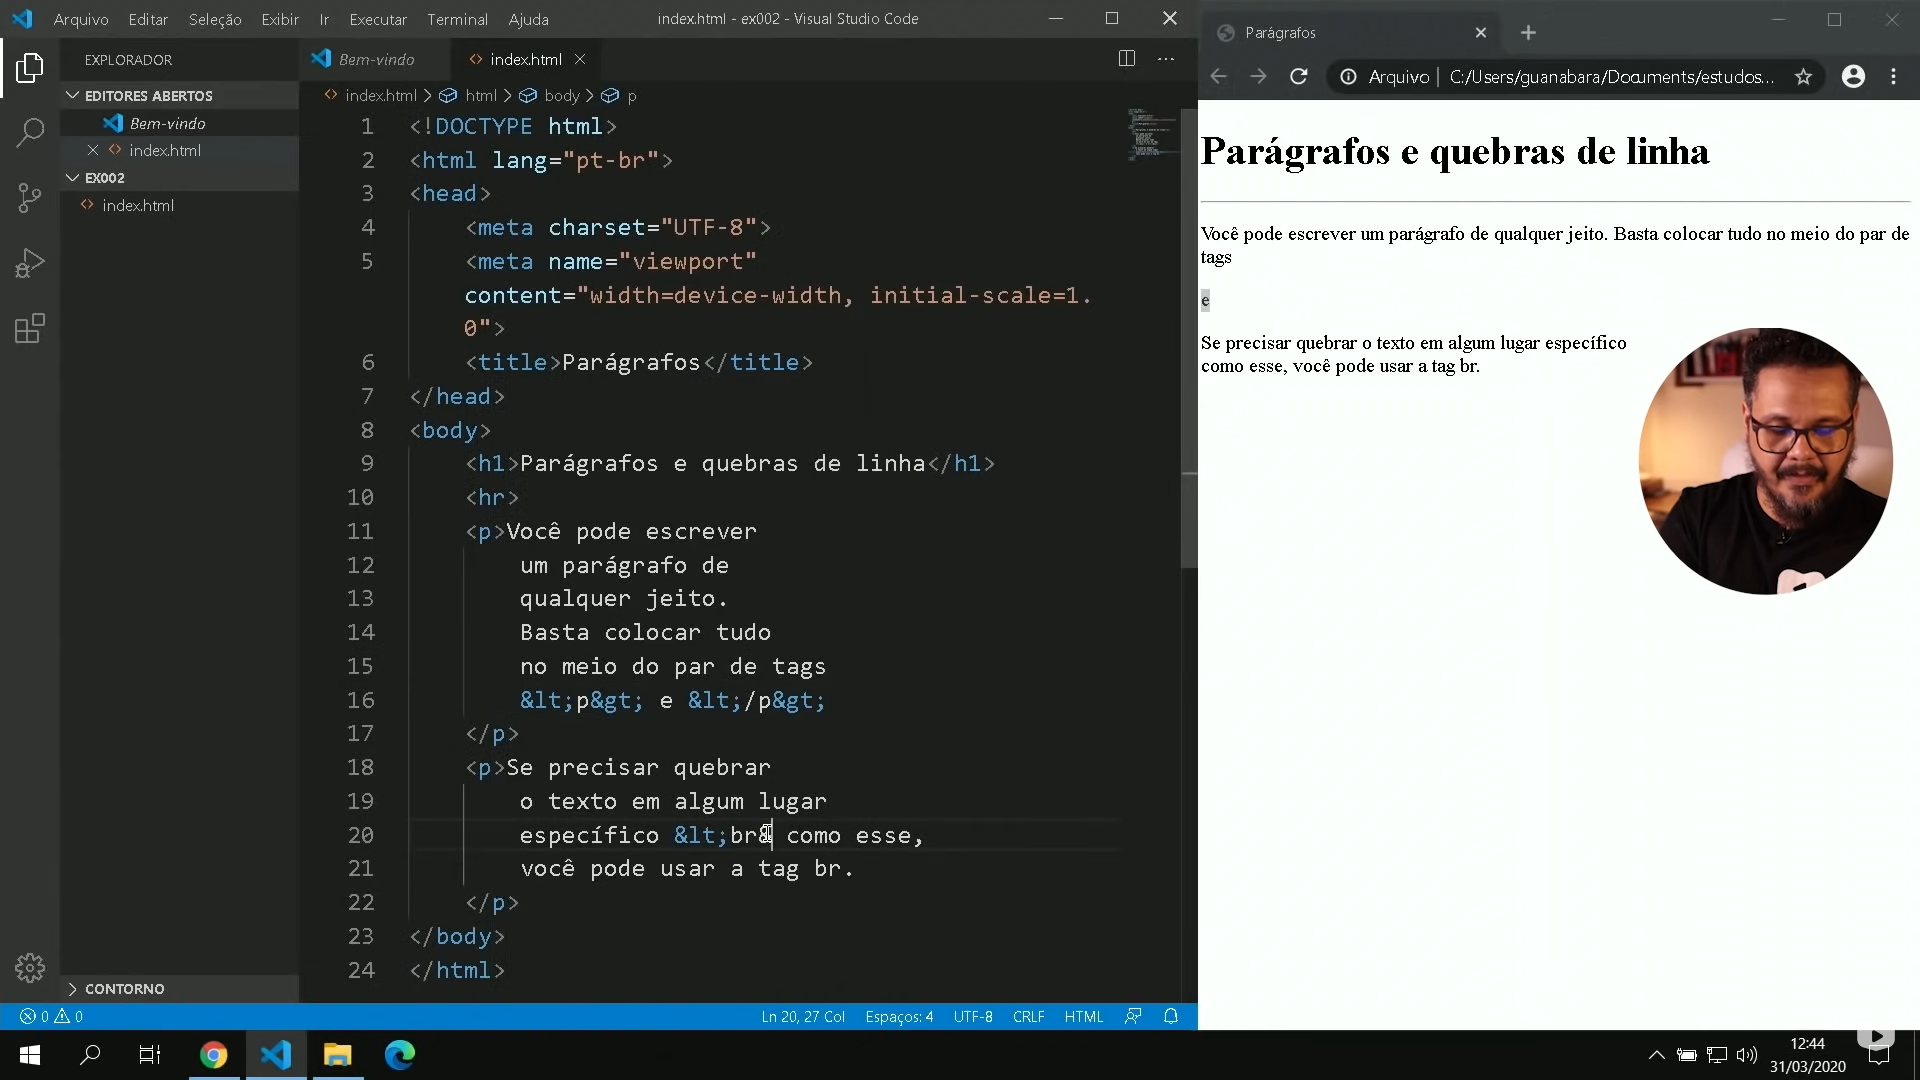 Arquivo Editar Seleção Exibir Ir Executar Terminal Ajuda index.html - ex002 - Visual Studio Code
EXPLORADOR
EDITORES ABERTOS
Bem-vindo
index.html
EX002
index.html
CONTORNO
Bem-vindo index.html
index.html > html > body > p
1 <!DOCTYPE html>
2 <html lang="pt-br">
3 <head>
4 <meta charset="UTF-8">
5 <meta name="viewport"
content="width=device-width, initial-scale=1.
0">
6 <title>Parágrafos</title>
7 </head>
8 <body>
9 <h1>Parágrafos e quebras de linha</h1>
10 <hr>
11 <p>Você pode escrever
12 um parágrafo de
13 qualquer jeito.
14 Basta colocar tudo
15 no meio do par de tags
16 &lt;p&gt; e &lt;/p&gt;
17 </p>
18 <p>Se precisar quebrar
19 o texto em algum lugar
20 específico &lt;br& como esse,
21 você pode usar a tag br.
22 </p>
23 </body>
24 </html>
0 0 Ln 20, 27 Col Espaços: 4 UTF-8 CRLF HTML
Parágrafos
Arquivo | C:/Users/guanabara/Documents/estudos...
Parágrafos e quebras de linha
Você pode escrever um parágrafo de qualquer jeito. Basta colocar tudo no meio do par de
tags
e
Se precisar quebrar o texto em algum lugar específico
como esse, você pode usar a tag br.
12:44
31/03/2020